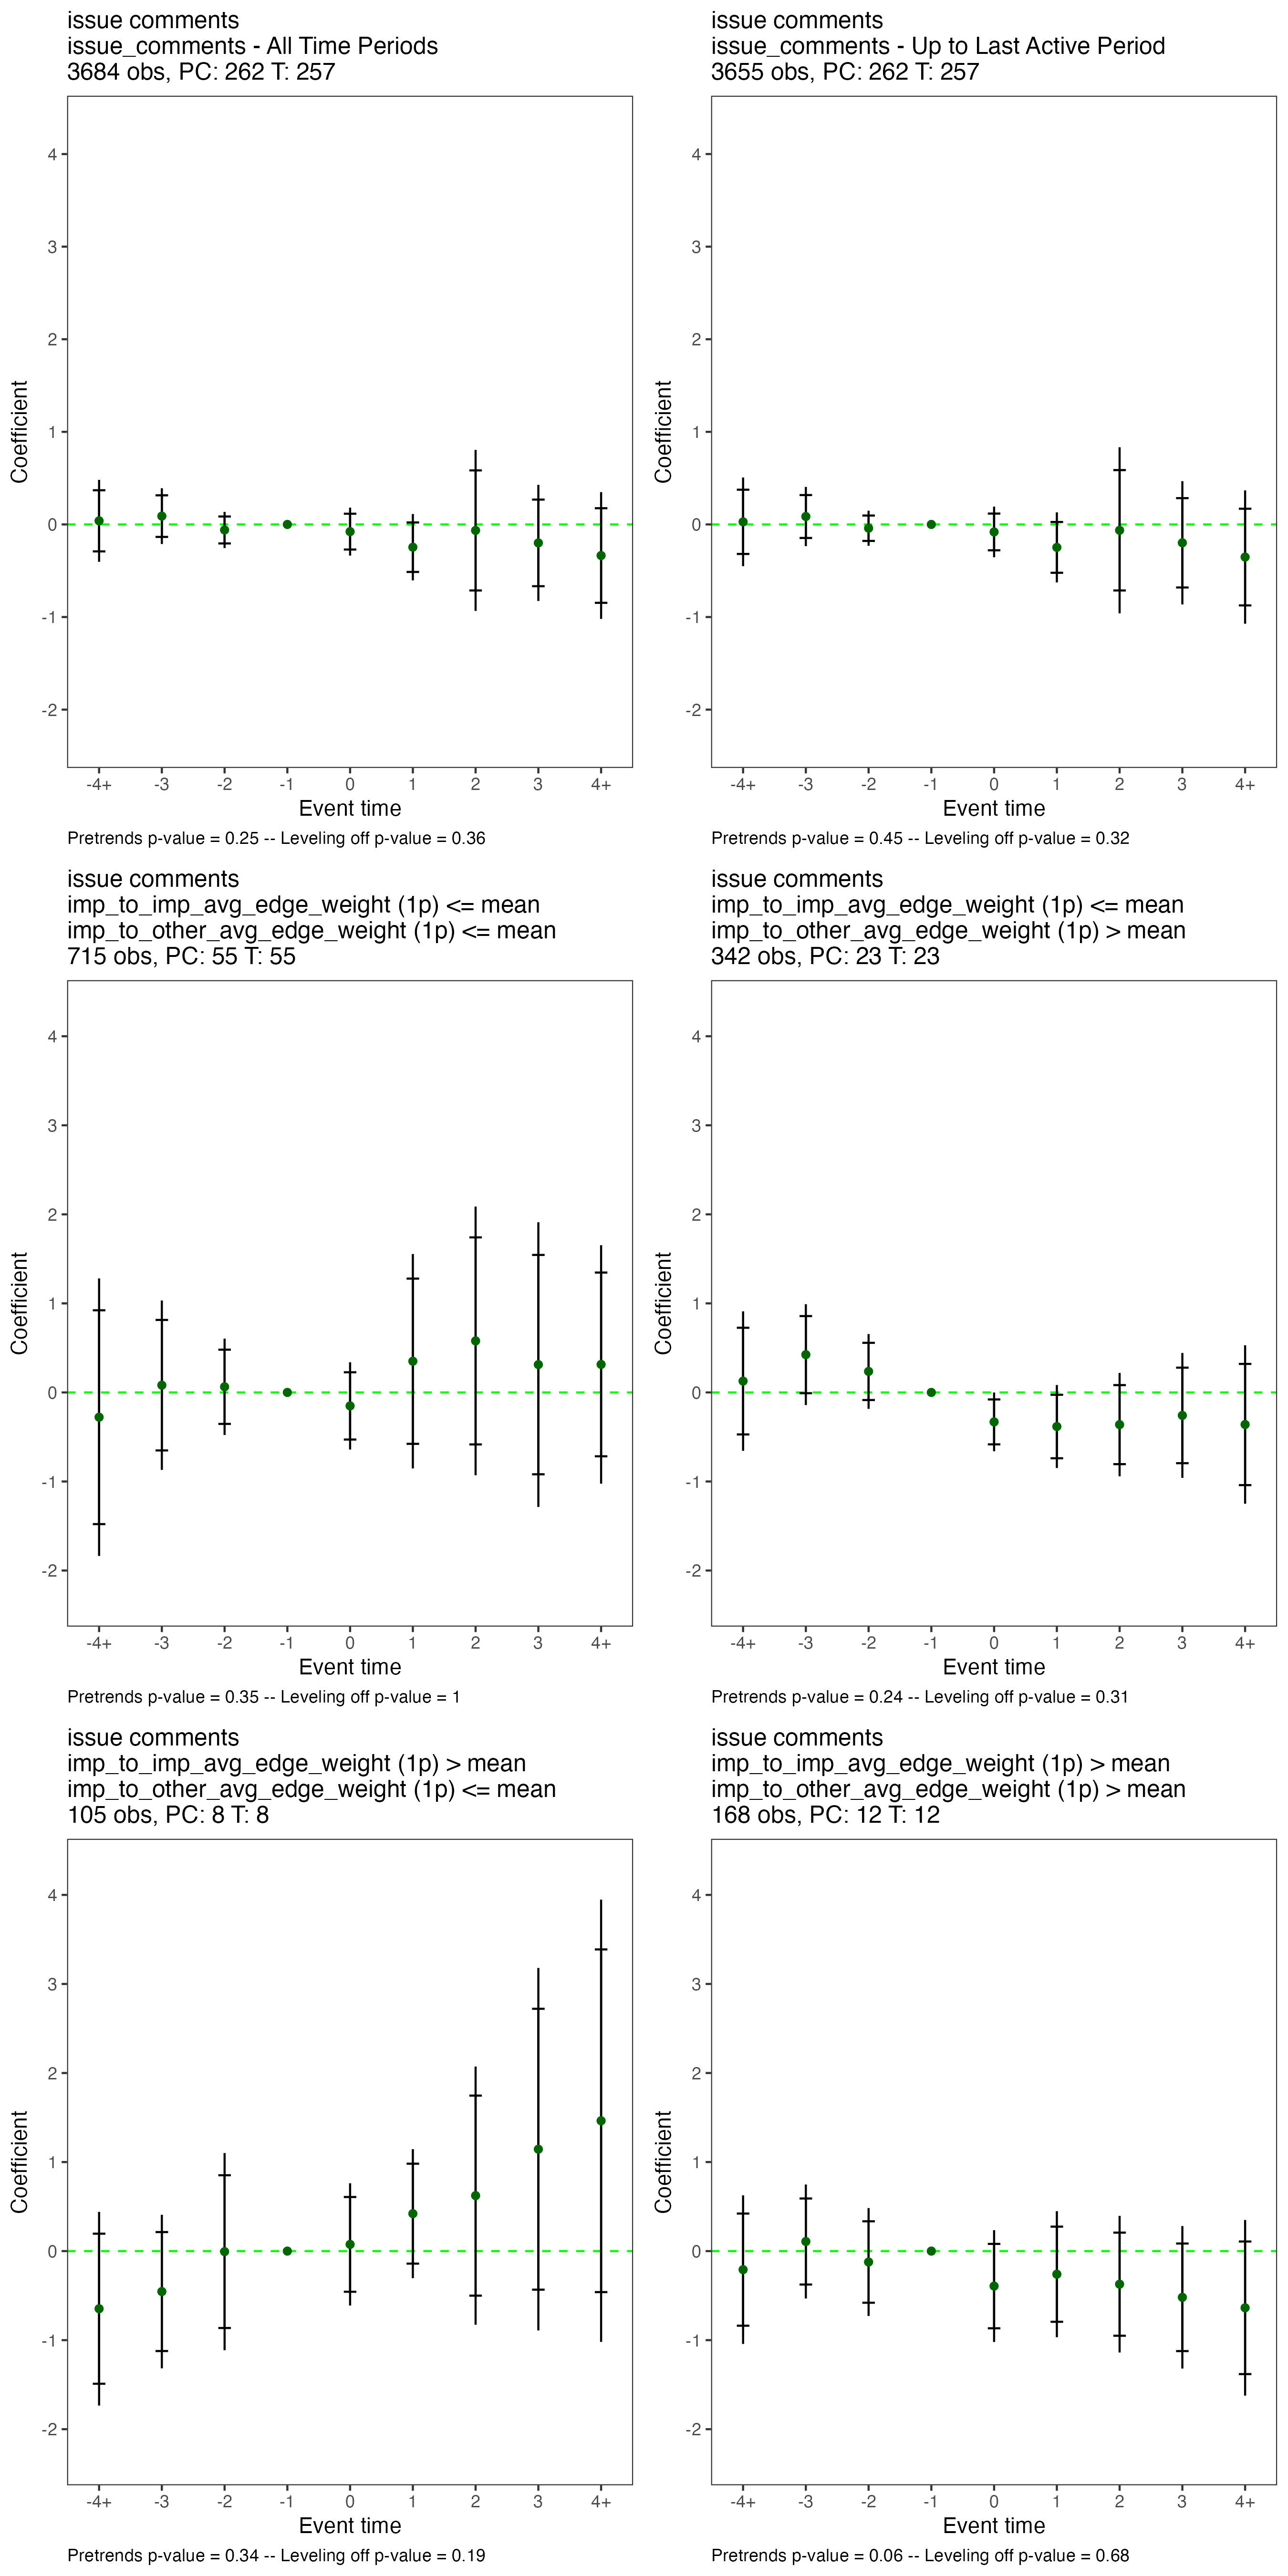 issue comments
issue_comments - All Time Periods
3684 obs, PC: 262 T: 257
4
3
2
1
0
-1
-2
Coefficient
-4+ -3 -2 -1 0 1 2 3 4+
Event time
Pretrends p-value = 0.25 -- Leveling off p-value = 0.36
issue comments
issue_comments - Up to Last Active Period
3655 obs, PC: 262 T: 257
4
3
2
1
0
-1
-2
Coefficient
-4+ -3 -2 -1 0 1 2 3 4+
Event time
Pretrends p-value = 0.45 -- Leveling off p-value = 0.32
issue comments
imp_to_imp_avg_edge_weight (1p) <= mean
imp_to_other_avg_edge_weight (1p) <= mean
715 obs, PC: 55 T: 55
4
3
2
1
0
-1
-2
Coefficient
-4+ -3 -2 -1 0 1 2 3 4+
Event time
Pretrends p-value = 0.35 -- Leveling off p-value = 1
issue comments
imp_to_imp_avg_edge_weight (1p) <= mean
imp_to_other_avg_edge_weight (1p) > mean
342 obs, PC: 23 T: 23
4
3
2
1
0
-1
-2
Coefficient
-4+ -3 -2 -1 0 1 2 3 4+
Event time
Pretrends p-value = 0.24 -- Leveling off p-value = 0.31
issue comments
imp_to_imp_avg_edge_weight (1p) > mean
imp_to_other_avg_edge_weight (1p) <= mean
105 obs, PC: 8 T: 8
4
3
2
1
0
-1
-2
Coefficient
-4+ -3 -2 -1 0 1 2 3 4+
Event time
Pretrends p-value = 0.34 -- Leveling off p-value = 0.19
issue comments
imp_to_imp_avg_edge_weight (1p) > mean
imp_to_other_avg_edge_weight (1p) > mean
168 obs, PC: 12 T: 12
4
3
2
1
0
-1
-2
Coefficient
-4+ -3 -2 -1 0 1 2 3 4+
Event time
Pretrends p-value = 0.06 -- Leveling off p-value = 0.68